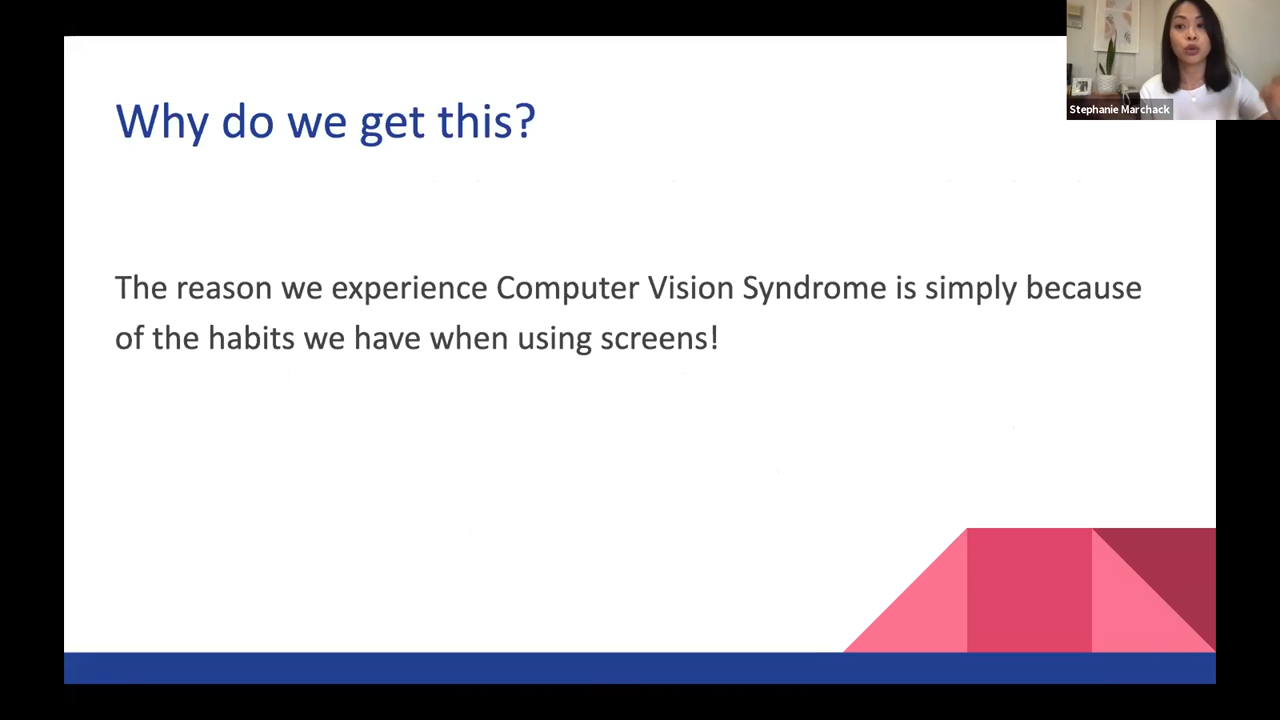 Why do we get this?
The reason we experience Computer Vision Syndrome is simply because
of the habits we have when using screens!
Stephanie Marchack